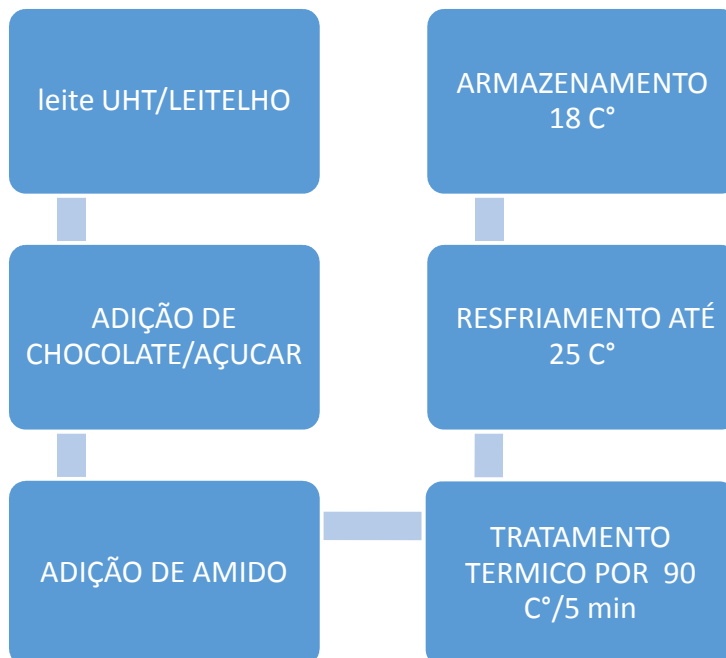 leite UHT/LEITELHO
ADIÇÃO DE
CHOCOLATE/AÇUCAR
ADIÇÃO DE AMIDO
TRATAMENTO
TERMICO POR 90
C°/5 min
RESFRIAMENTO ATÉ
25 C°
ARMAZENAMENTO
18 C°